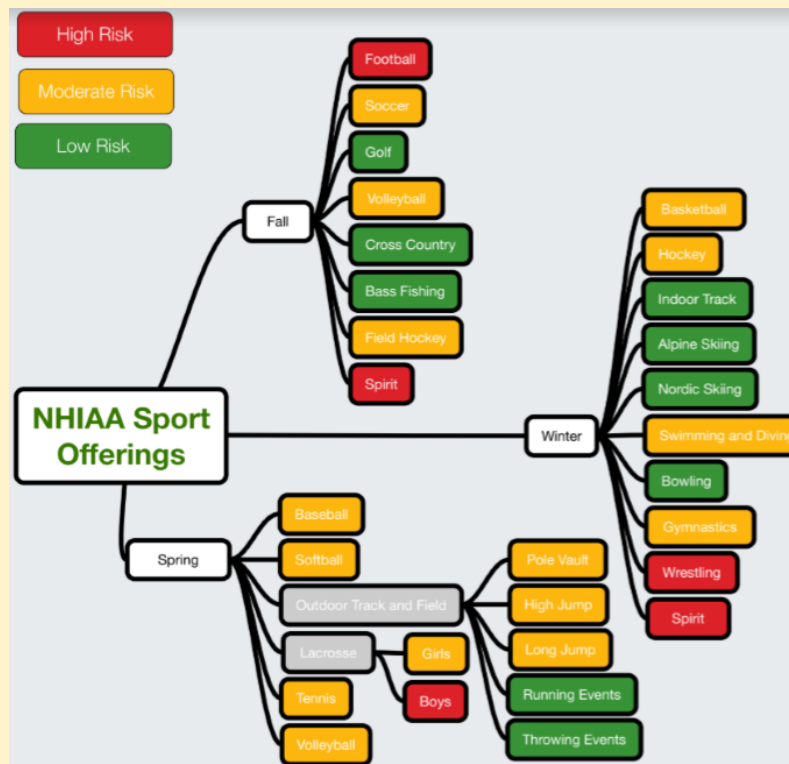 High Risk
Moderate Risk
Low Risk
Football
Soccer
Golf
Volleyball
Cross Country
Bass Fishing
Field Hockey
Spirit
Fall
NHIAA Sport
Offerings
Winter
Basketball
Hockey
Indoor Track
Alpine Skiing
Nordic Skiing
Swimming and Diving
Bowling
Gymnastics
Wrestling
Spirit
Spring
Baseball
Softball
Outdoor Track and Field
Pole Vault
High Jump
Long Jump
Running Events
Throwing Events
Lacrosse
Girls
Boys
Tennis
Volleyball